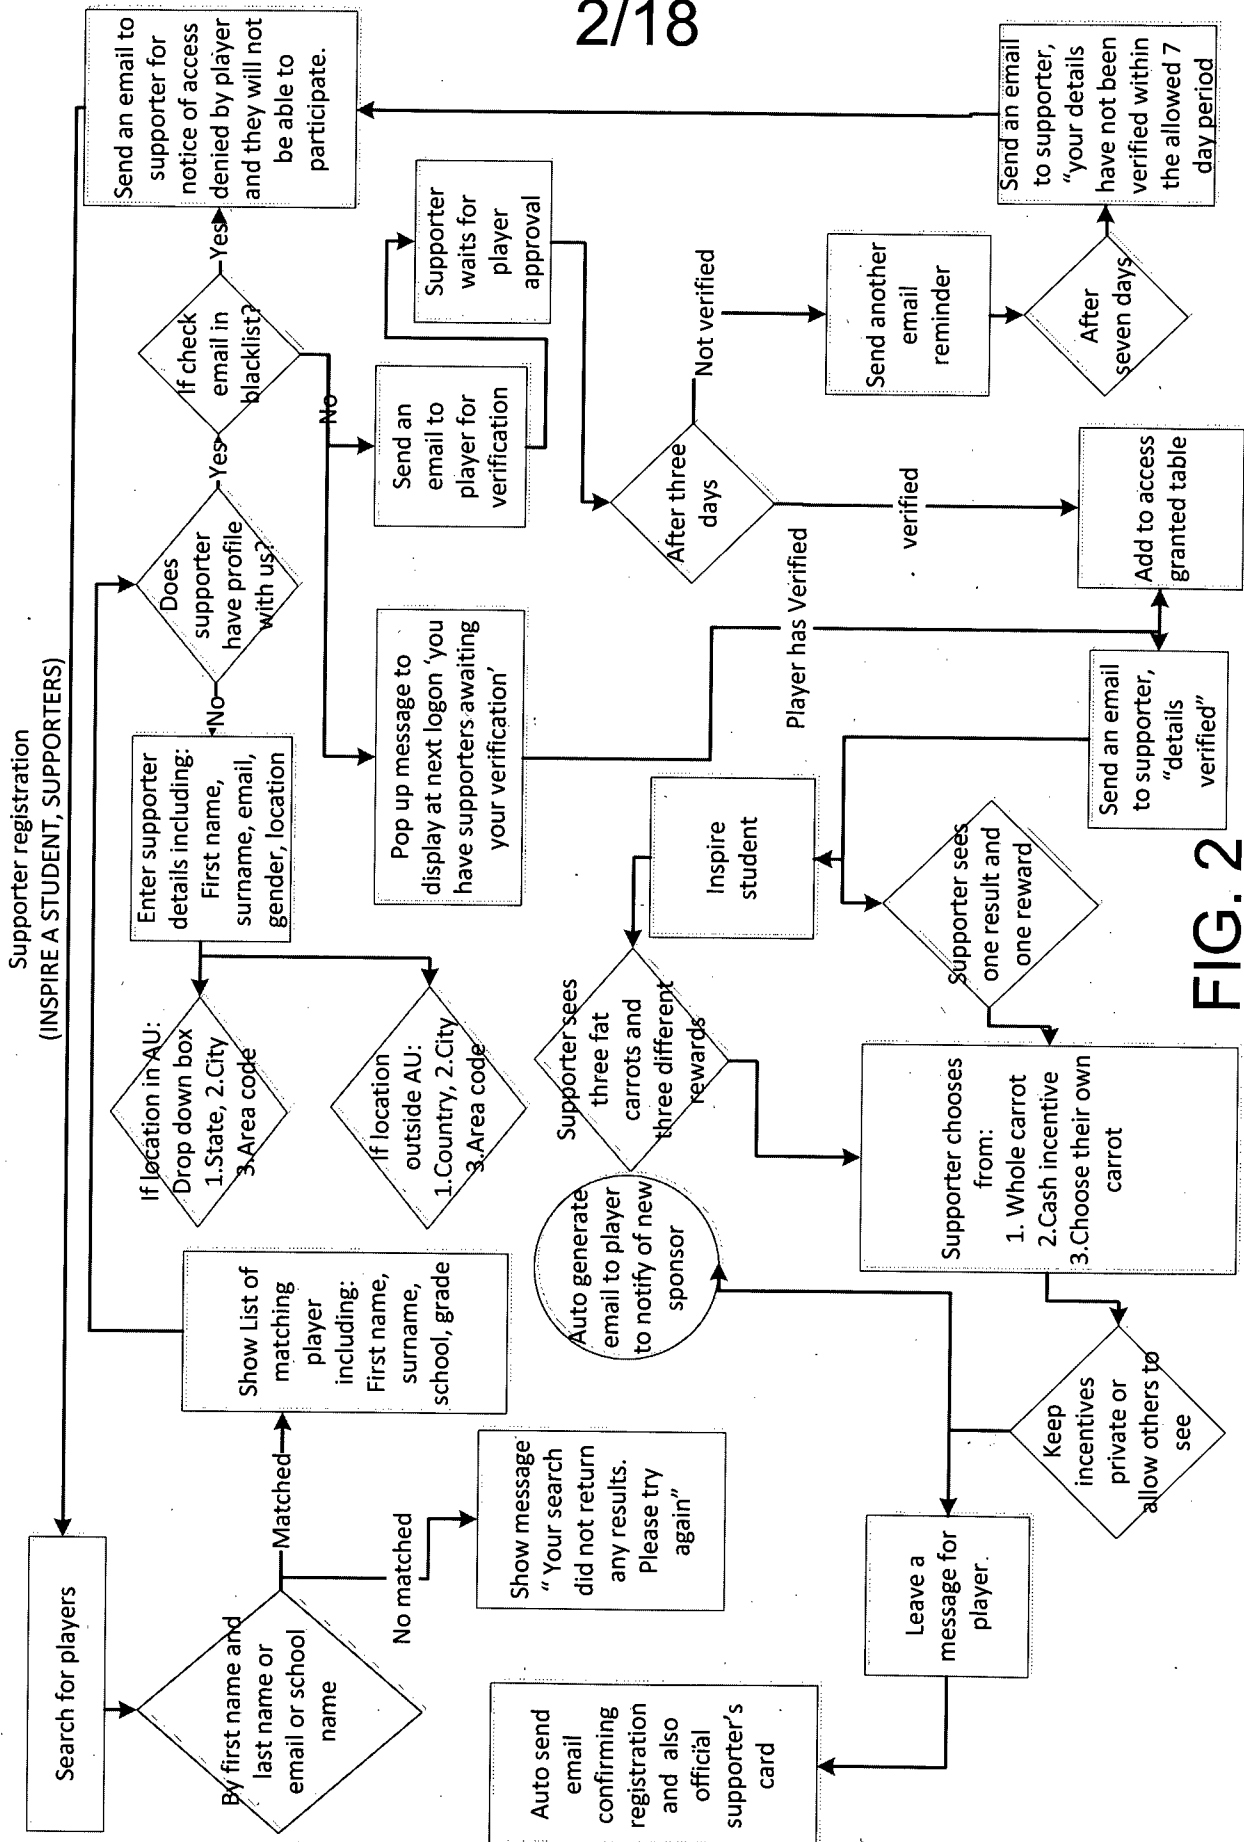 2/18
Supporter registration
(INSPIRE A STUDENT, SUPPORTERS)
Search for players
By first name and
last name or
email or school
name
Matched
No matched
Show List of
matching
player
including:
First name,
surname,
school, grade
Show message
“ Your search
did not return
any results.
Please try
again”
Does
supporter
have profile
with us?
No
Yes
Enter supporter
details including:
First name,
surname, email,
gender, location
If location in AU:
Drop down box
1.State, 2.City
3.Area code
If location
outside AU:
1.Country, 2.City
3.Area code
If check
email in
blacklist?
Yes
No
Send an email to
supporter for
notice of access
denied by player
and they will not
be able to
participate.
Send an
email to
player for
verification
Supporter
waits for
player
approval
Pop up message to
display at next logon ‘you
have supporters awaiting
your verification’
After three
days
Not verified
verified
Player has Verified
Send another
email
reminder
After
seven days
Send an email
to supporter,
“your details
have not been
verified within
the allowed 7
day period
Add to access
granted table
Send an email
to supporter,
“details
verified”
Inspire
student
Supporter sees
one result and
one reward
Supporter sees
three fat
carrots and
three different
rewards
Supporter chooses
from:
1. Whole carrot
2.Cash incentive
3.Choose their own
carrot
Auto generate
email to player
to notify of new
sponsor
Keep
incentives
private or
allow others to
see
Leave a
message for
player.
Auto send
email
confirming
registration
and also
official
supporter’s
card
FIG. 2